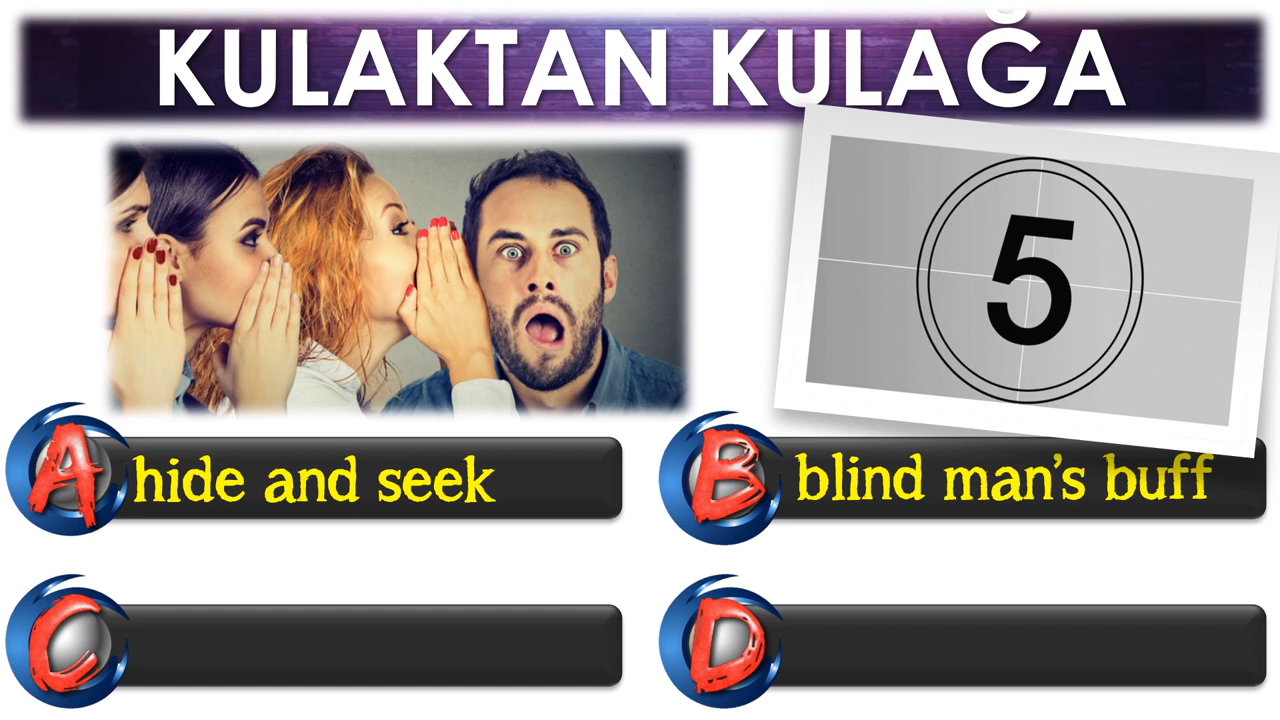 KULAKTAN KULAĞA
5
A hide and seek
B blind man's buff
C
D